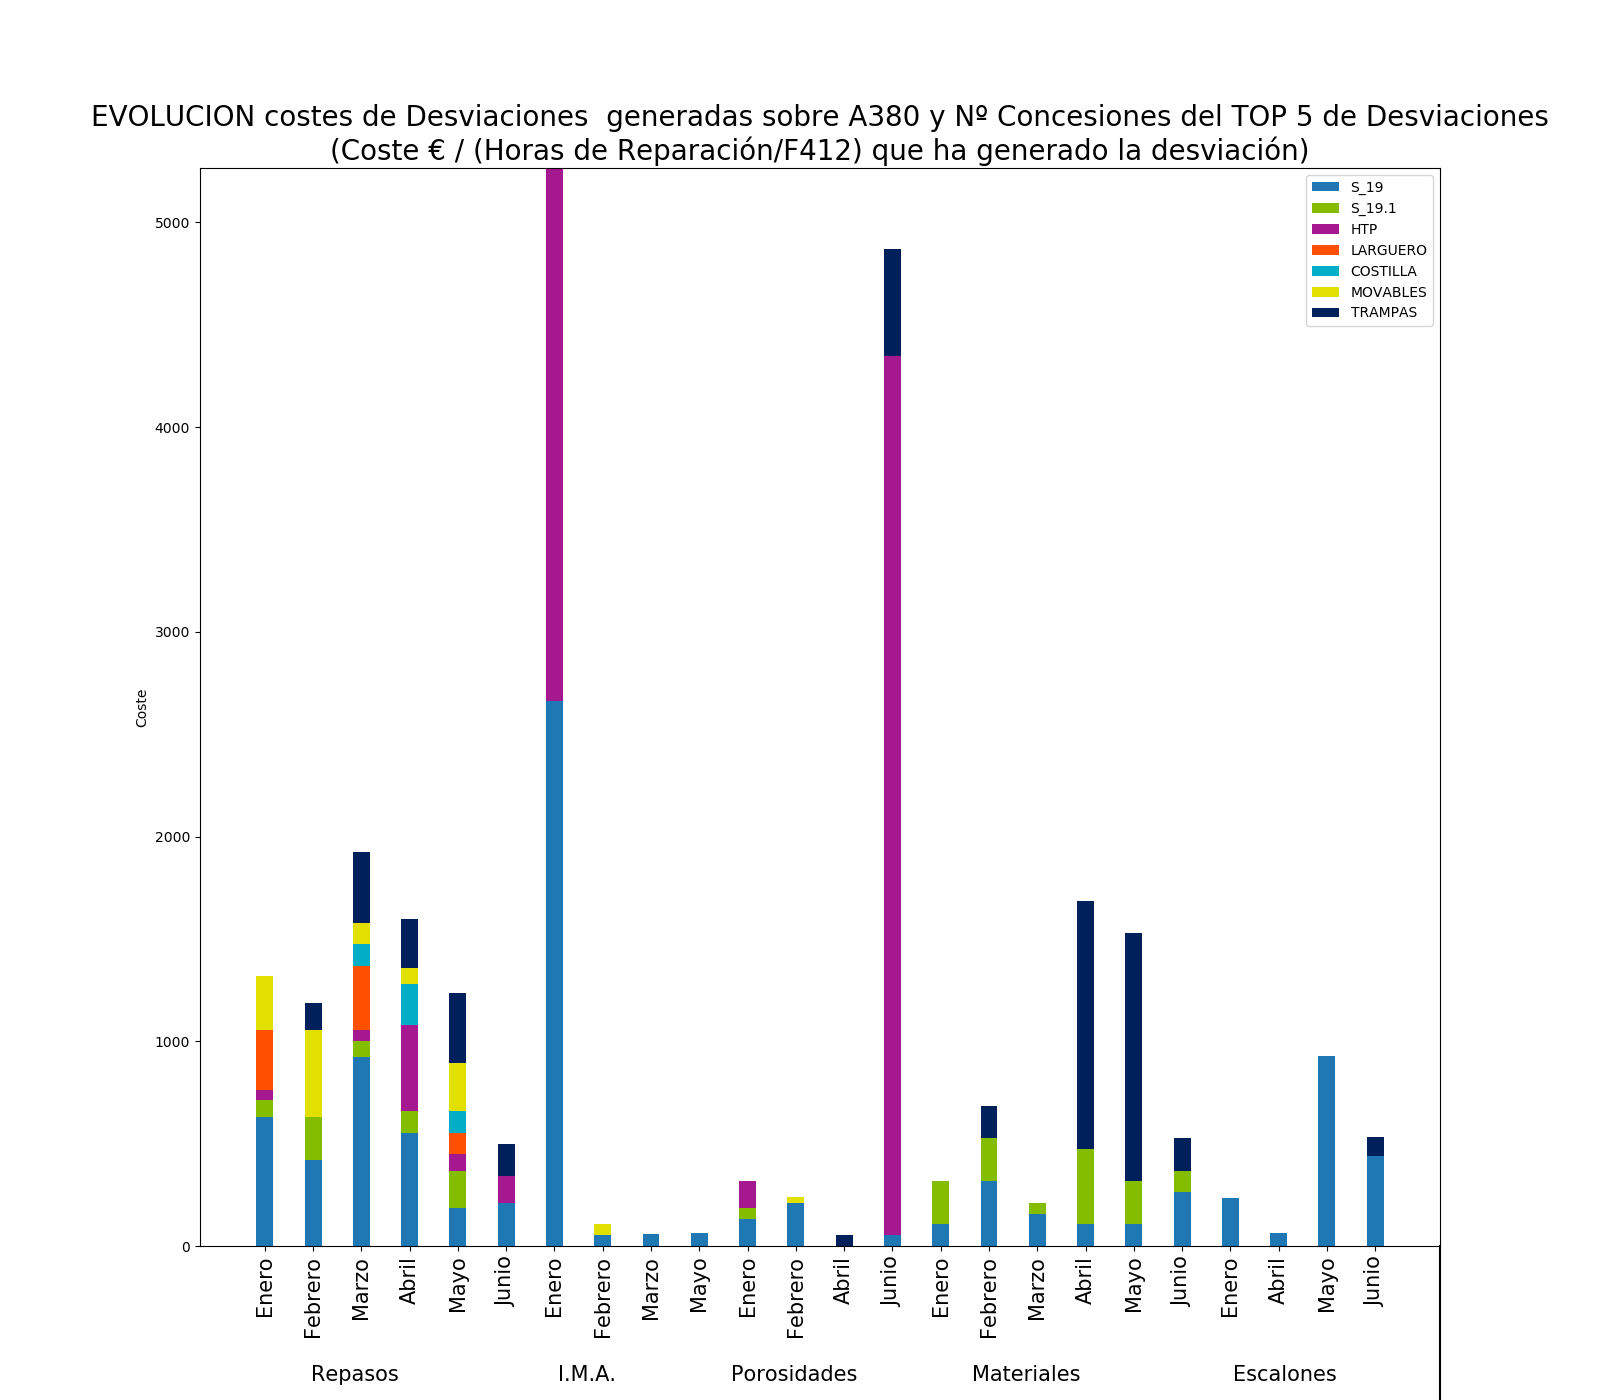 EVOLUCION costes de Desviaciones  generadas sobre A380 y Nº Concesiones del TOP 5 de Desviaciones
(Coste € / (Horas de Reparación/F412) que ha generado la desviación)
S_19
S_19.1
HTP
LARGUERO
COSTILLA
MOVABLES
TRAMPAS
5000
4000
3000
2000
1000
0
Coste
Enero
Febrero
Marzo
Abril
Mayo
Junio
Enero
Febrero
Marzo
Mayo
Enero
Febrero
Abril
Junio
Enero
Febrero
Marzo
Abril
Mayo
Junio
Enero
Abril
Mayo
Junio
Repasos
I.M.A.
Porosidades
Materiales
Escalones